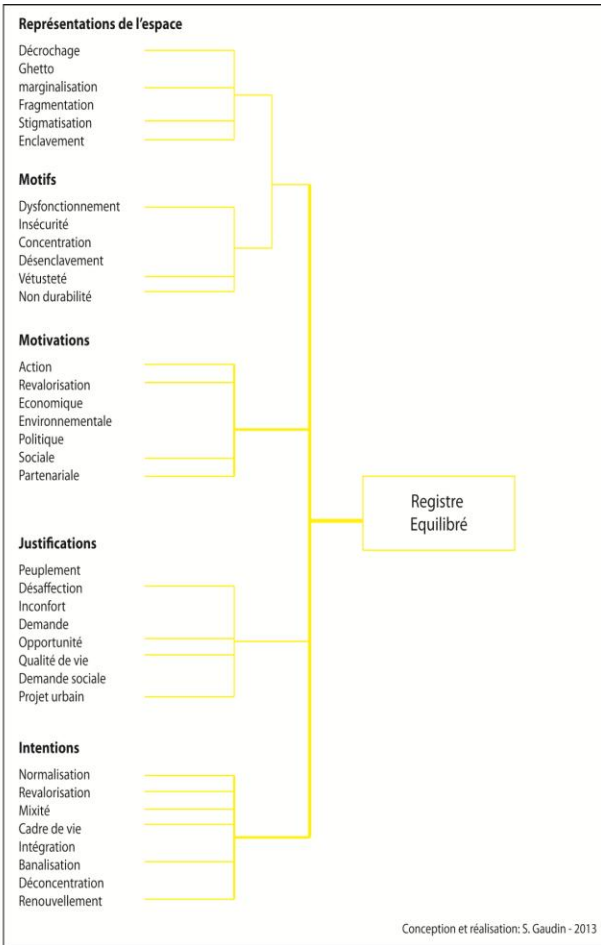 Représentations de l'espace
Décrochage
Ghetto
marginalisation
Fragmentation
Stigmatisation
Enclavement
Motifs
Dysfonctionnement
Insécurité
Concentration
Désenclavement
Vétusteté
Non durabilité
Motivations
Action
Revalorisation
Economique
Environnementale
Politique
Sociale
Partenariale
Registre
Equilibré
Justifications
Peuplement
Désaffection
Inconfort
Demande
Opportunité
Qualité de vie
Demande sociale
Projet urbain
Intentions
Normalisation
Revalorisation
Mixité
Cadre de vie
Intégration
Banalisation
Déconcentration
Renouvellement
Conception et réalisation: S. Gaudin - 2013